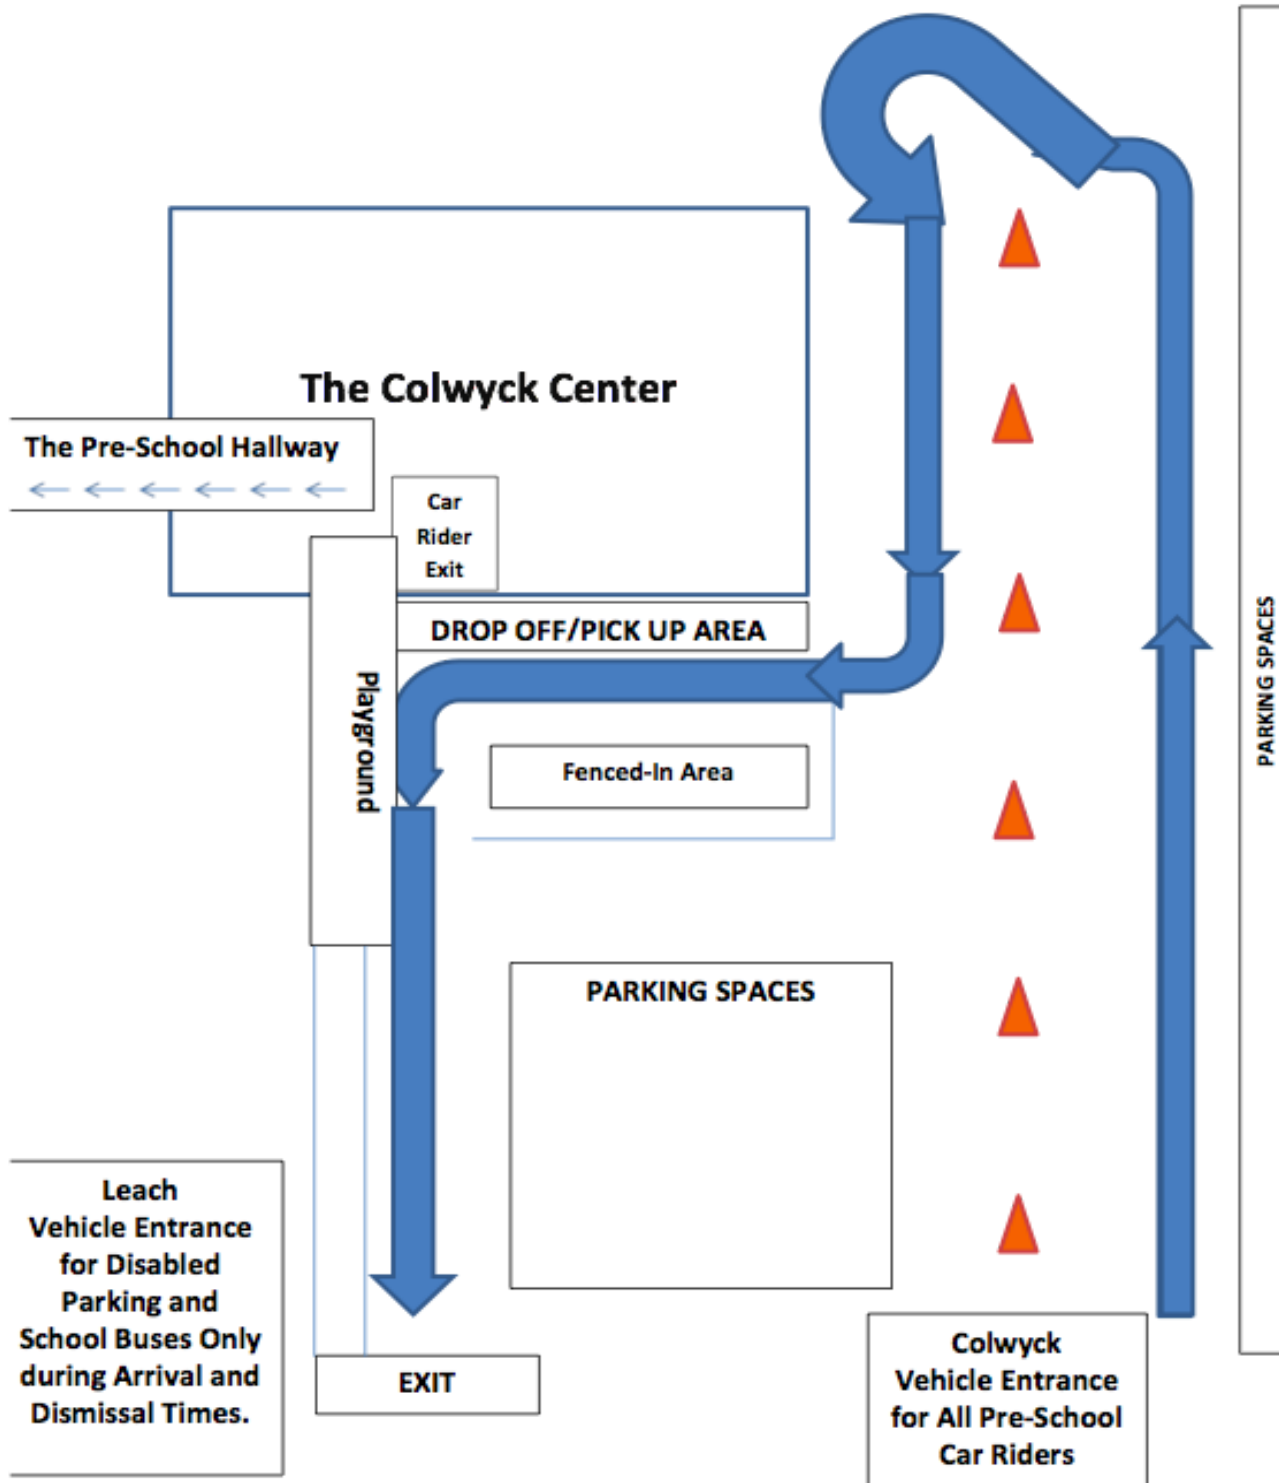 The Colwyck Center
The Pre-School Hallway
Car
Rider
Exit
DROP OFF/PICK UP AREA
Playground
Fenced-In Area
PARKING SPACES
PARKING SPACES
Leach
Vehicle Entrance
for Disabled
Parking and
School Buses Only
during Arrival and
Dismissal Times.
EXIT
Colwyck
Vehicle Entrance
for All Pre-School
Car Riders